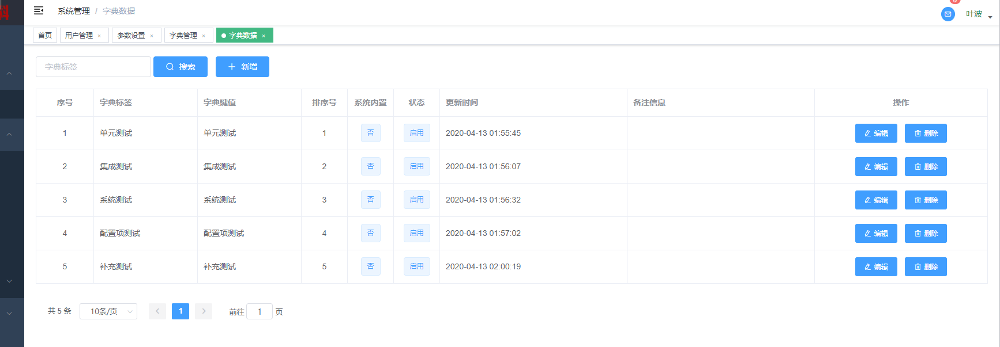 系统管理 / 字典数据
叶波
首页 用户管理 × 参数设置 × 字典管理 × 字典数据 ×
字典标签 搜索 新增
序号 字典标签 字典键值 排序号 系统内置 状态 更新时间 备注信息 操作
1 单元测试 单元测试 1 否 启用 2020-04-13 01:55:45 编辑 删除
2 集成测试 集成测试 2 否 启用 2020-04-13 01:56:07 编辑 删除
3 系统测试 系统测试 3 否 启用 2020-04-13 01:56:32 编辑 删除
4 配置项测试 配置项测试 4 否 启用 2020-04-13 01:57:02 编辑 删除
5 补充测试 补充测试 5 否 启用 2020-04-13 02:00:19 编辑 删除
共 5 条 10条/页 1 前往 1 页